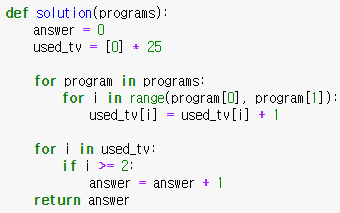 def solution(programs):
    answer = 0
    used_tv = [0] * 25

    for program in programs:
        for i in range(program[0], program[1]):
            used_tv[i] = used_tv[i] + 1

    for i in used_tv:
        if i >= 2:
            answer = answer + 1
    return answer